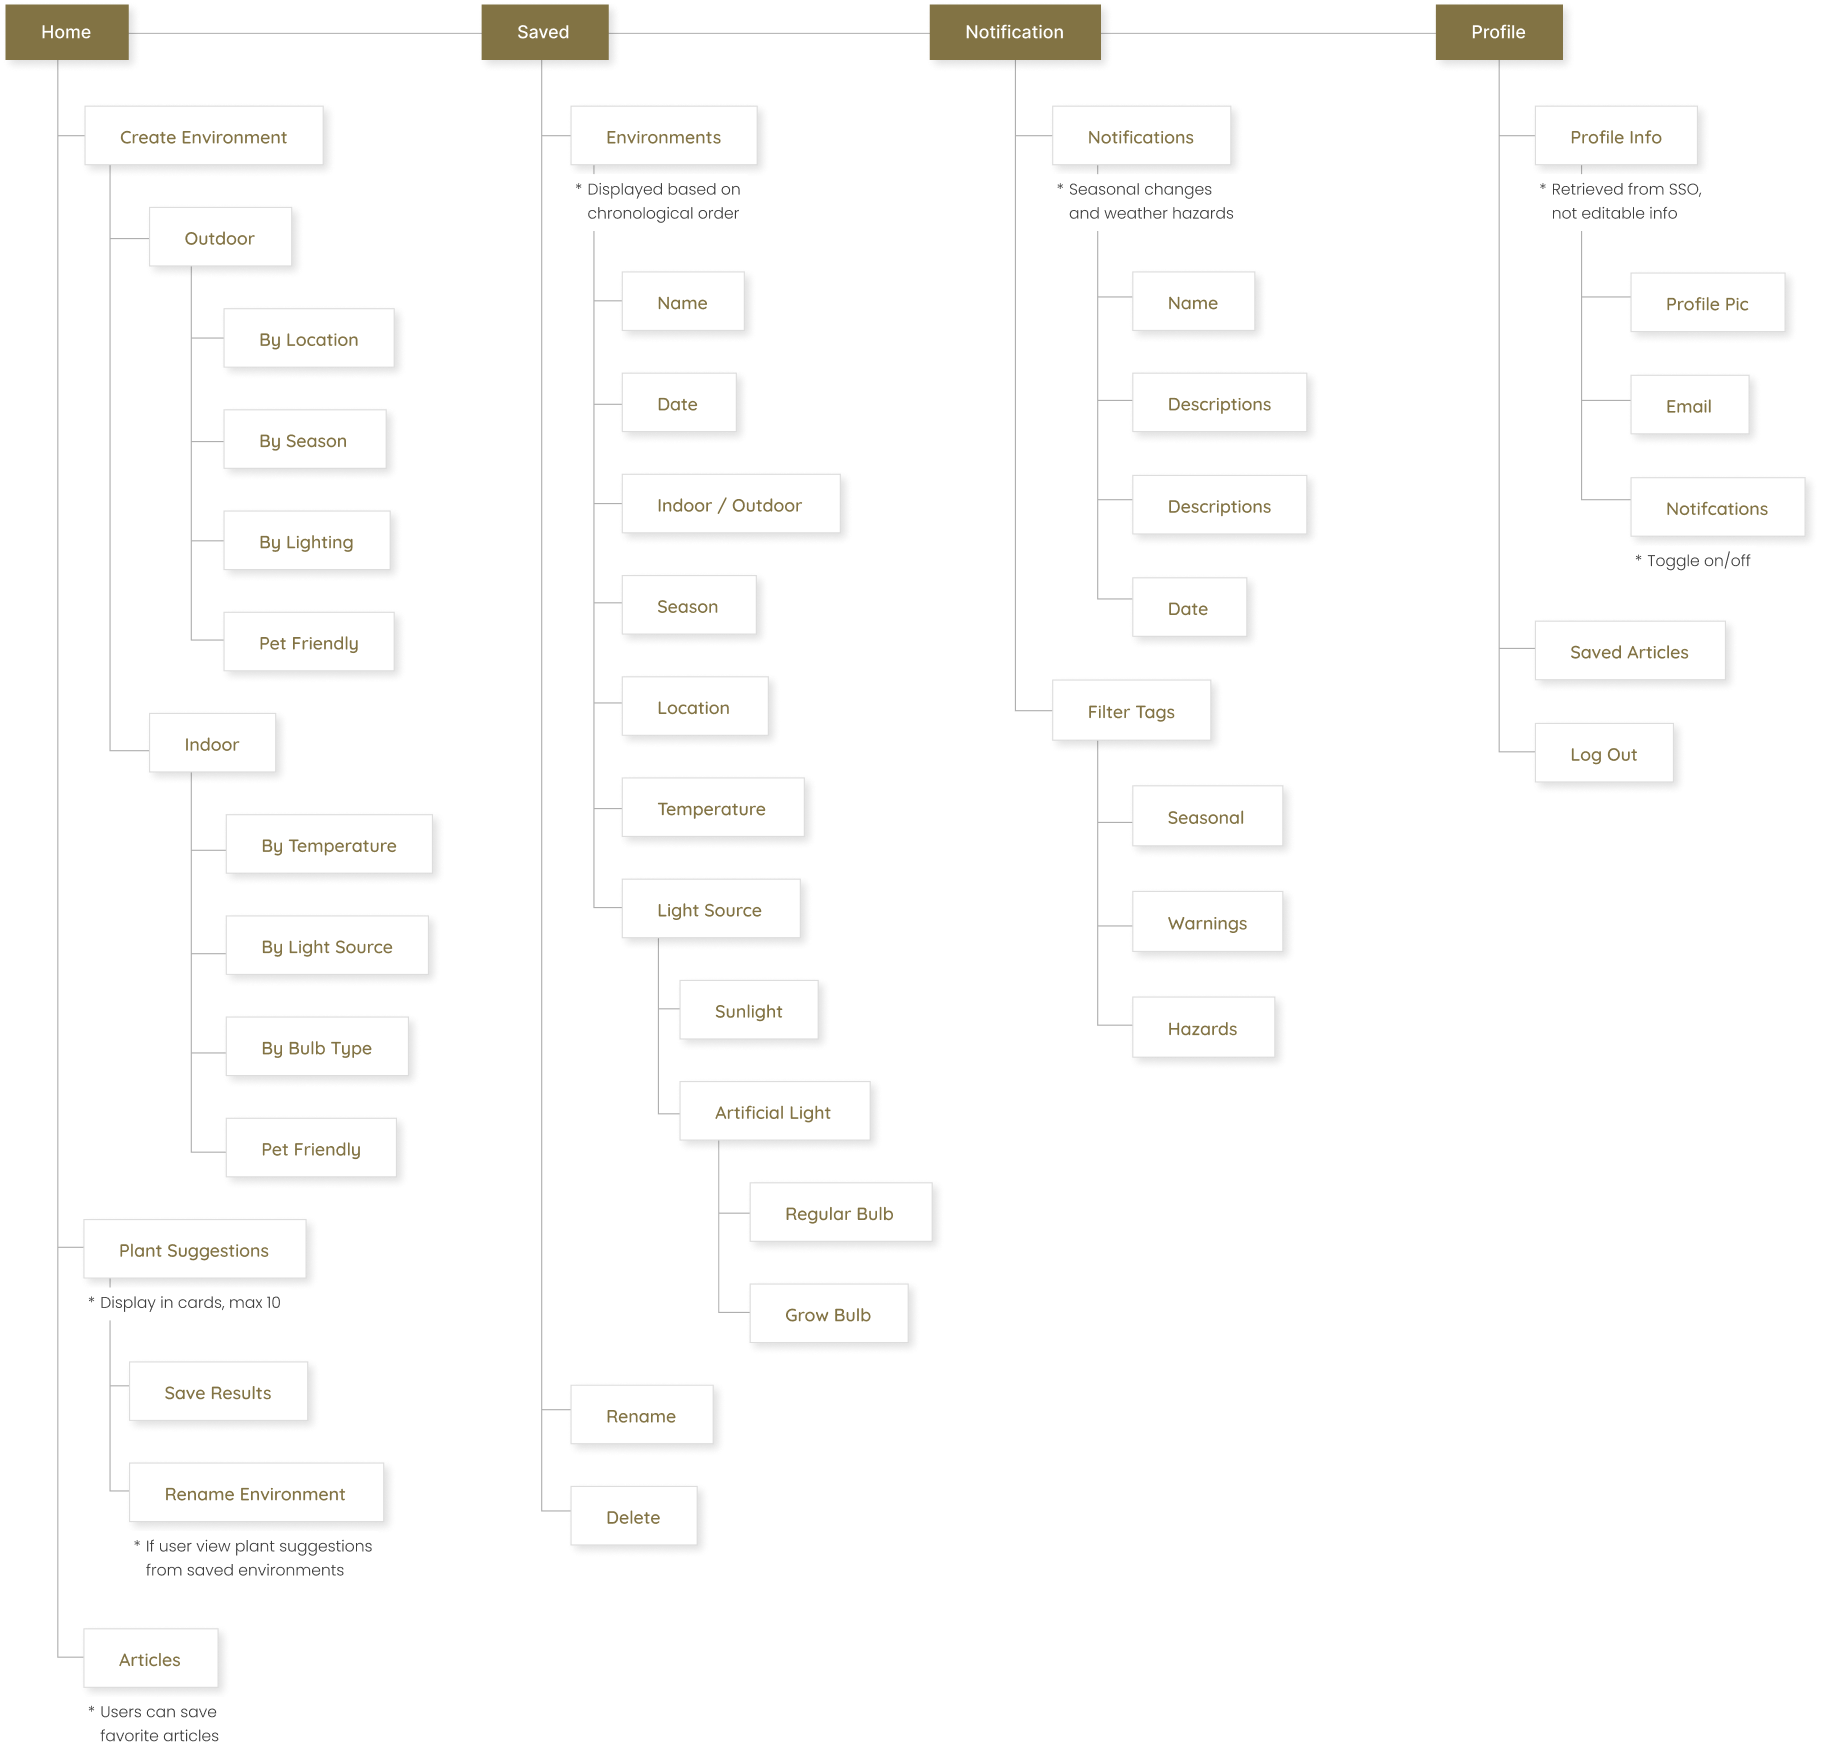 Home
Create Environment
Outdoor
By Location
By Season
By Lighting
Pet Friendly
Indoor
By Temperature
By Light Source
By Bulb Type
Pet Friendly
Plant Suggestions
* Display in cards, max 10
Save Results
Rename Environment
* If user view plant suggestions
from saved environments
Articles
* Users can save
favorite articles
Saved
Environments
* Displayed based on
chronological order
Name
Date
Indoor / Outdoor
Season
Location
Temperature
Light Source
Sunlight
Artificial Light
Regular Bulb
Grow Bulb
Rename
Delete
Notification
Notifications
* Seasonal changes
and weather hazards
Name
Descriptions
Descriptions
Date
Filter Tags
Seasonal
Warnings
Hazards
Profile
Profile Info
* Retrieved from SSO,
not editable info
Profile Pic
Email
Notifcations
* Toggle on/off
Saved Articles
Log Out